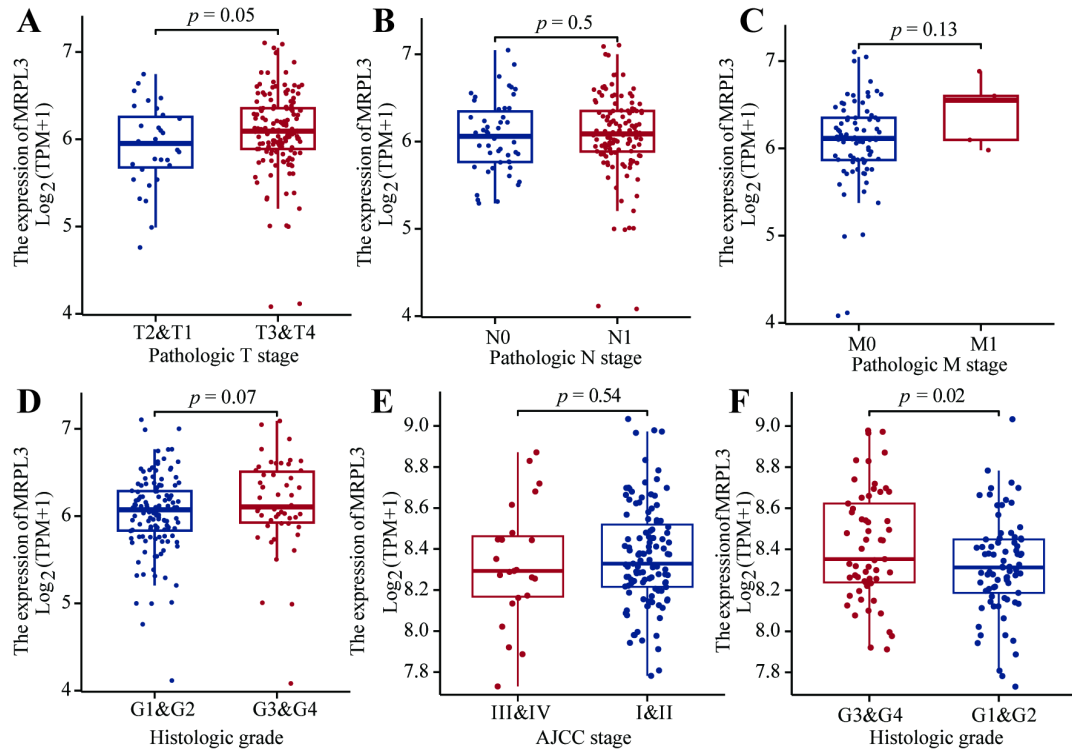 A
p = 0.05
The expression of MRPL3
Log2 (TPM+1)
7
6
5
4
T2&T1
T3&T4
Pathologic T stage
B
p = 0.5
The expression of MRPL3
Log2 (TPM+1)
7
6
5
4
N0
N1
Pathologic N stage
C
p = 0.13
The expression of MRPL3
Log2 (TPM+1)
7
6
5
4
M0
M1
Pathologic M stage
D
p = 0.07
The expression of MRPL3
Log2 (TPM+1)
7
6
5
4
G1&G2
G3&G4
Histologic grade
E
p = 0.54
The expression of MRPL3
Log2 (TPM+1)
9.0
8.8
8.6
8.4
8.2
8.0
7.8
III&IV
I&II
AJCC stage
F
p = 0.02
The expression of MRPL3
Log2 (TPM+1)
9.0
8.8
8.6
8.4
8.2
8.0
7.8
G3&G4
G1&G2
Histologic grade